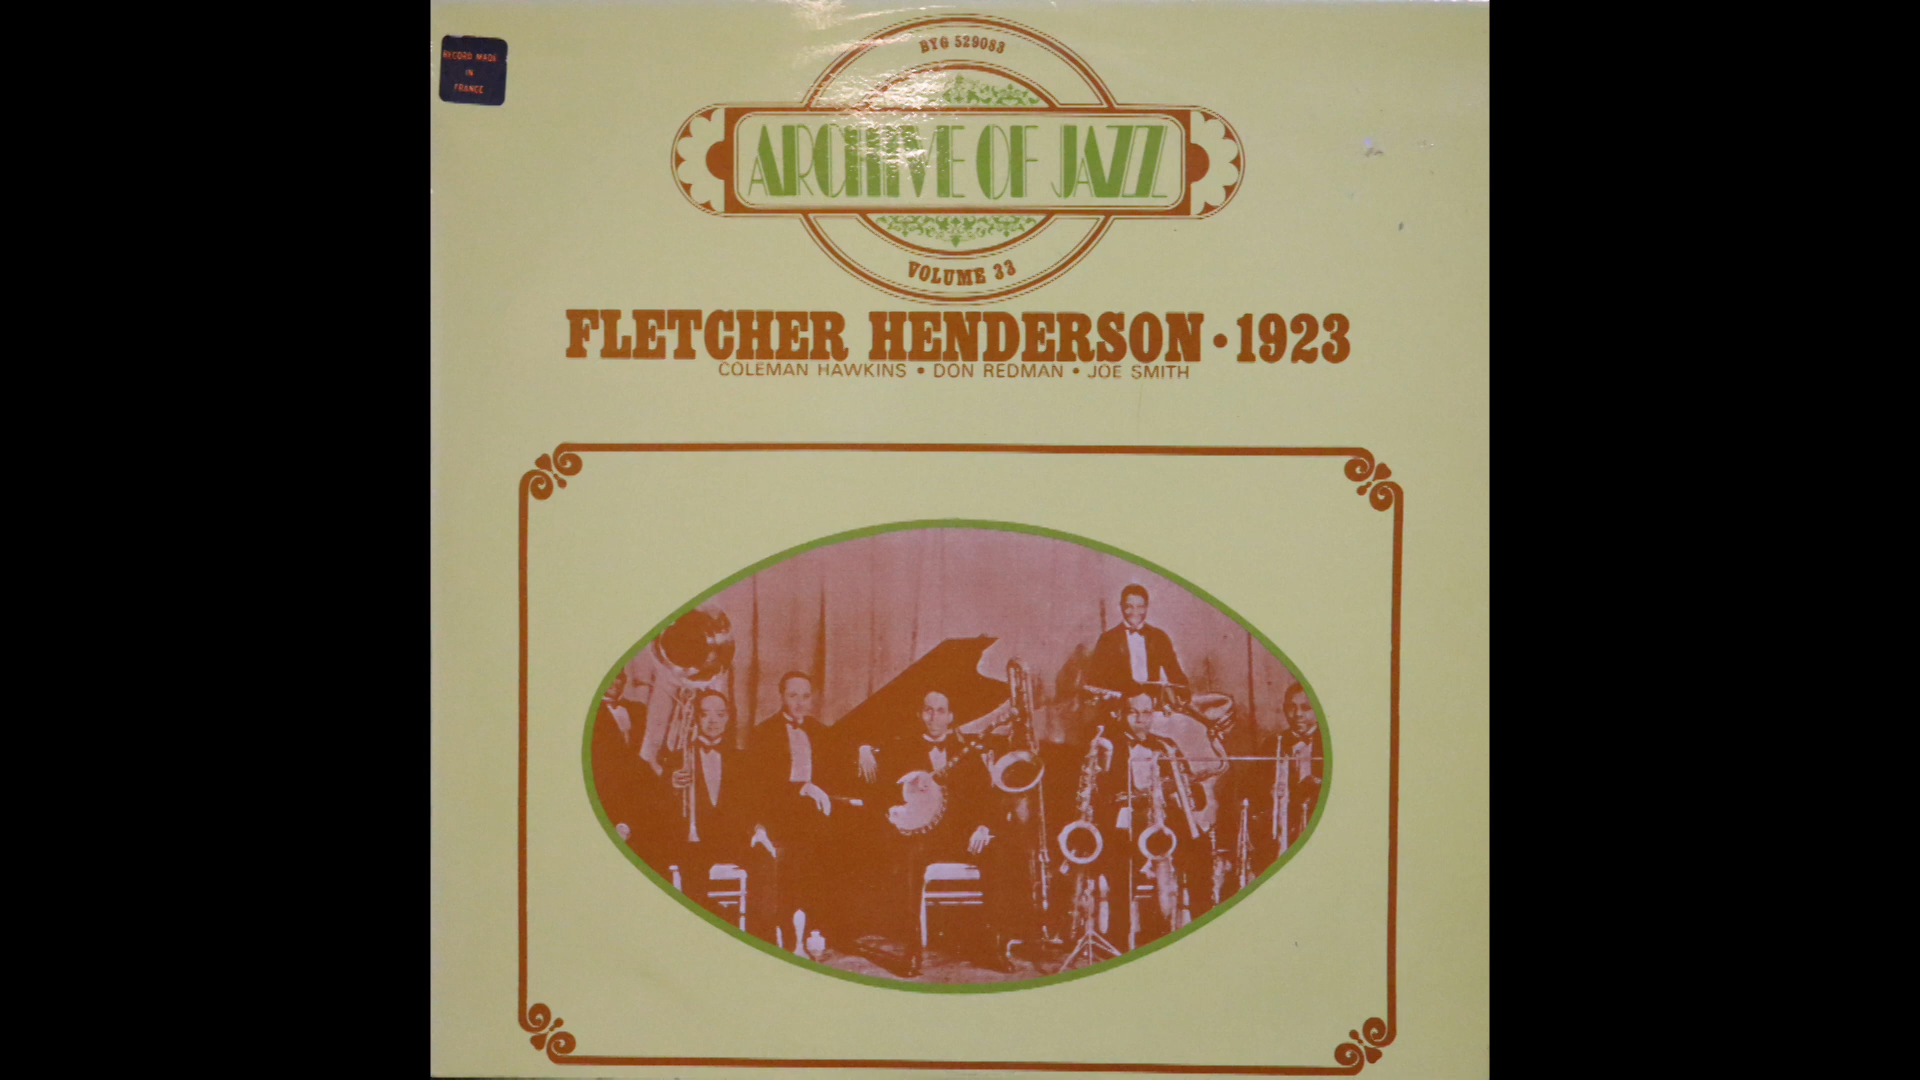 RECORD MADE
IN
FRANCE
BYG 529083
ARCHIVE OF JAZZ
VOLUME 33
FLETCHER HENDERSON • 1923
COLEMAN HAWKINS • DON REDMAN • JOE SMITH